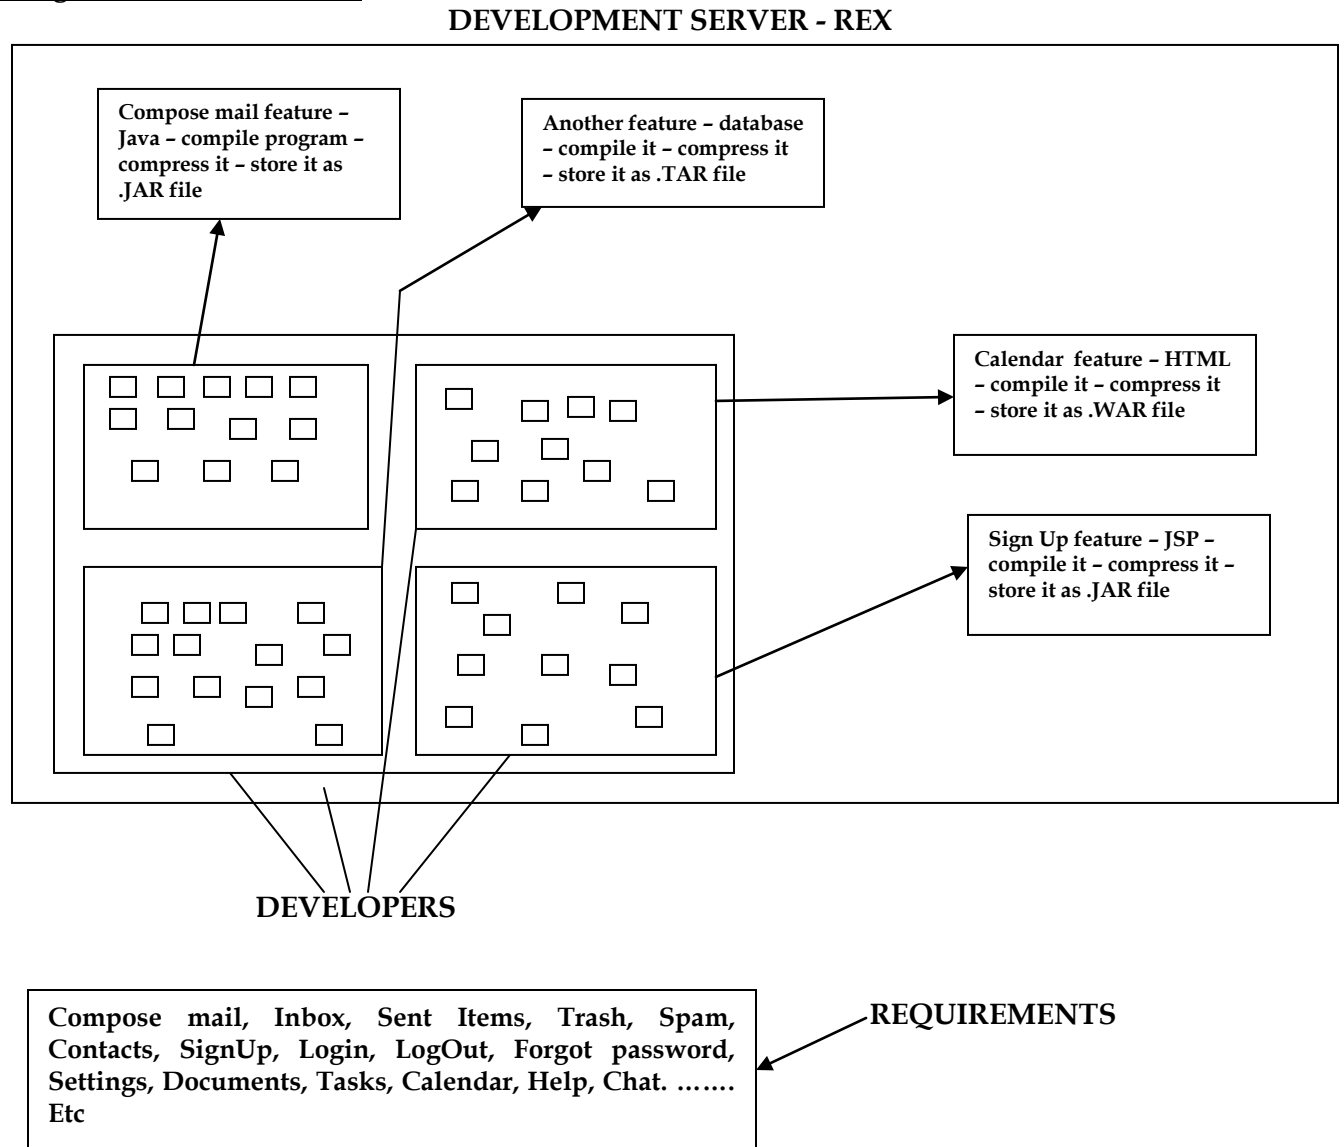 DEVELOPMENT SERVER - REX
Compose mail feature –
Java – compile program –
compress it – store it as
.JAR file
Another feature – database
– compile it – compress it
– store it as .TAR file
Calendar feature – HTML
– compile it – compress it
– store it as .WAR file
Sign Up feature – JSP –
compile it – compress it –
store it as .JAR file
DEVELOPERS
Compose mail, Inbox, Sent Items, Trash, Spam,
Contacts, SignUp, Login, LogOut, Forgot password,
Settings, Documents, Tasks, Calendar, Help, Chat. …….
Etc
REQUIREMENTS